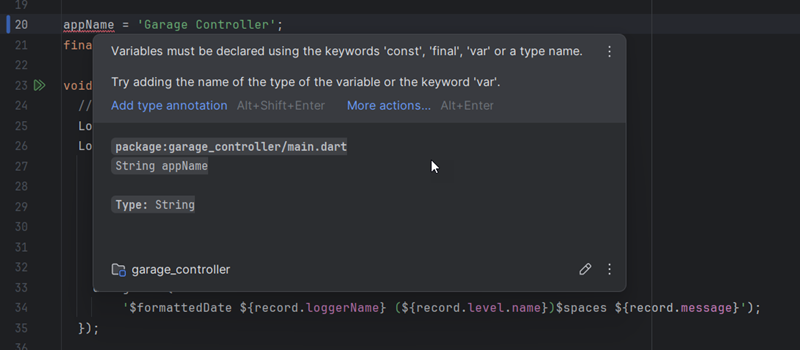 19
20 appName = 'Garage Controller';
21 fina
Variables must be declared using the keywords 'const', 'final', 'var' or a type name.
22
Try adding the name of the type of the variable or the keyword 'var'.
23 void
24 //
Add type annotation Alt+Shift+Enter More actions... Alt+Enter
25 Lo
26 Lo
package:garage_controller/main.dart
27
String appName
28
29
Type: String
30
31
32
garage_controller
33
34 '$formattedDate ${record.loggerName} (${record.level.name})$spaces ${record.message}');
35 });